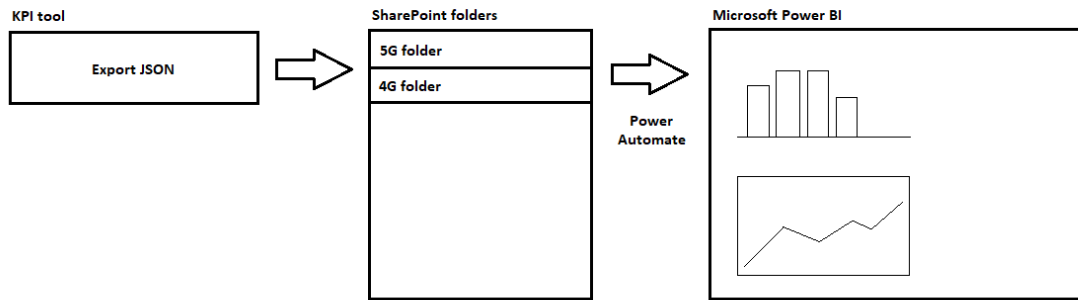 KPI tool
Export JSON
SharePoint folders
5G folder
4G folder
Power
Automate
Microsoft Power BI